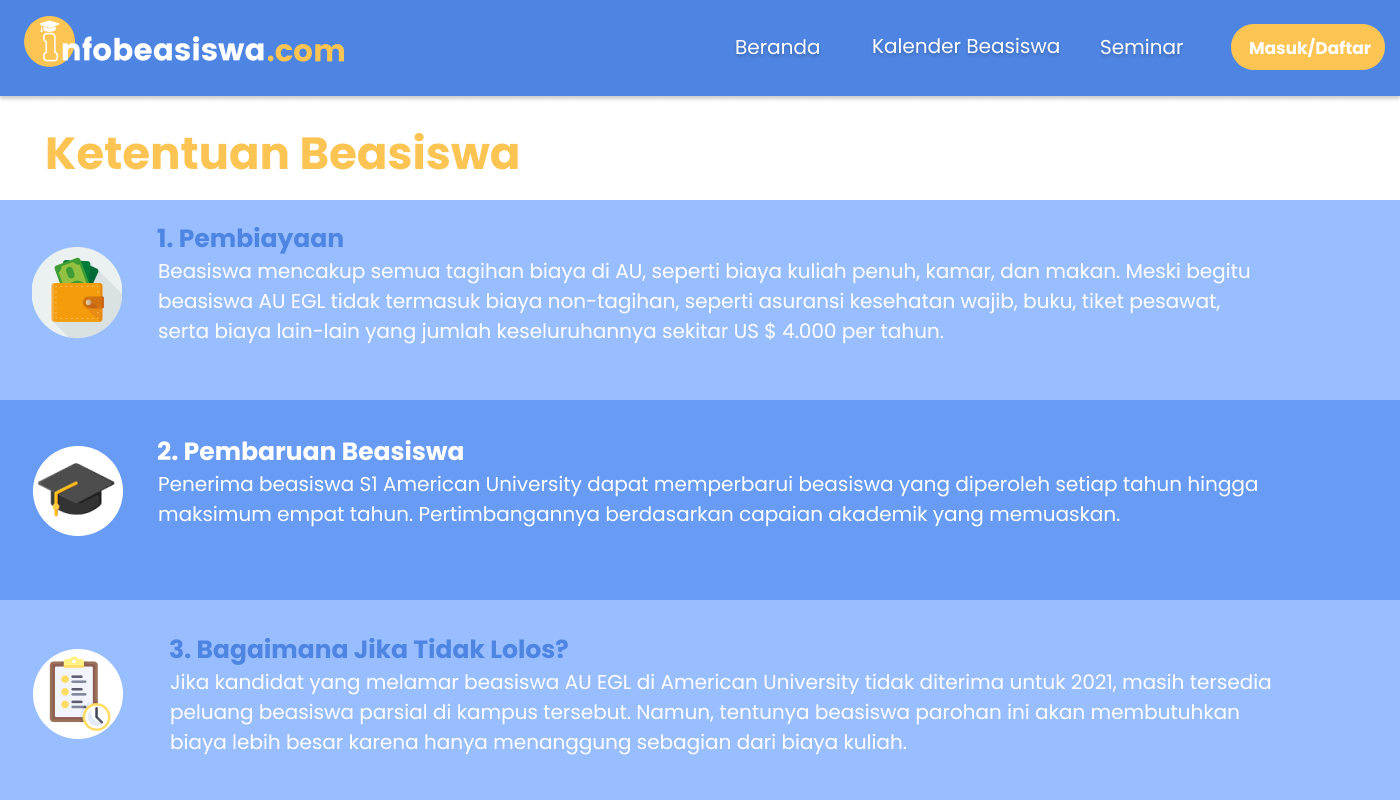 Infobeasiswa.com
Beranda
Kalender Beasiswa
Seminar
Masuk/Daftar
Ketentuan Beasiswa
1. Pembiayaan
Beasiswa mencakup semua tagihan biaya di AU, seperti biaya kuliah penuh, kamar, dan makan. Meski begitu
beasiswa AU EGL tidak termasuk biaya non-tagihan, seperti asuransi kesehatan wajib, buku, tiket pesawat,
serta biaya lain-lain yang jumlah keseluruhannya sekitar US $ 4.000 per tahun.
2. Pembaruan Beasiswa
Penerima beasiswa S1 American University dapat memperbarui beasiswa yang diperoleh setiap tahun hingga
maksimum empat tahun. Pertimbangannya berdasarkan capaian akademik yang memuaskan.
3. Bagaimana Jika Tidak Lolos?
Jika kandidat yang melamar beasiswa AU EGL di American University tidak diterima untuk 2021, masih tersedia
peluang beasiswa parsial di kampus tersebut. Namun, tentunya beasiswa parohan ini akan membutuhkan
biaya lebih besar karena hanya menanggung sebagian dari biaya kuliah.